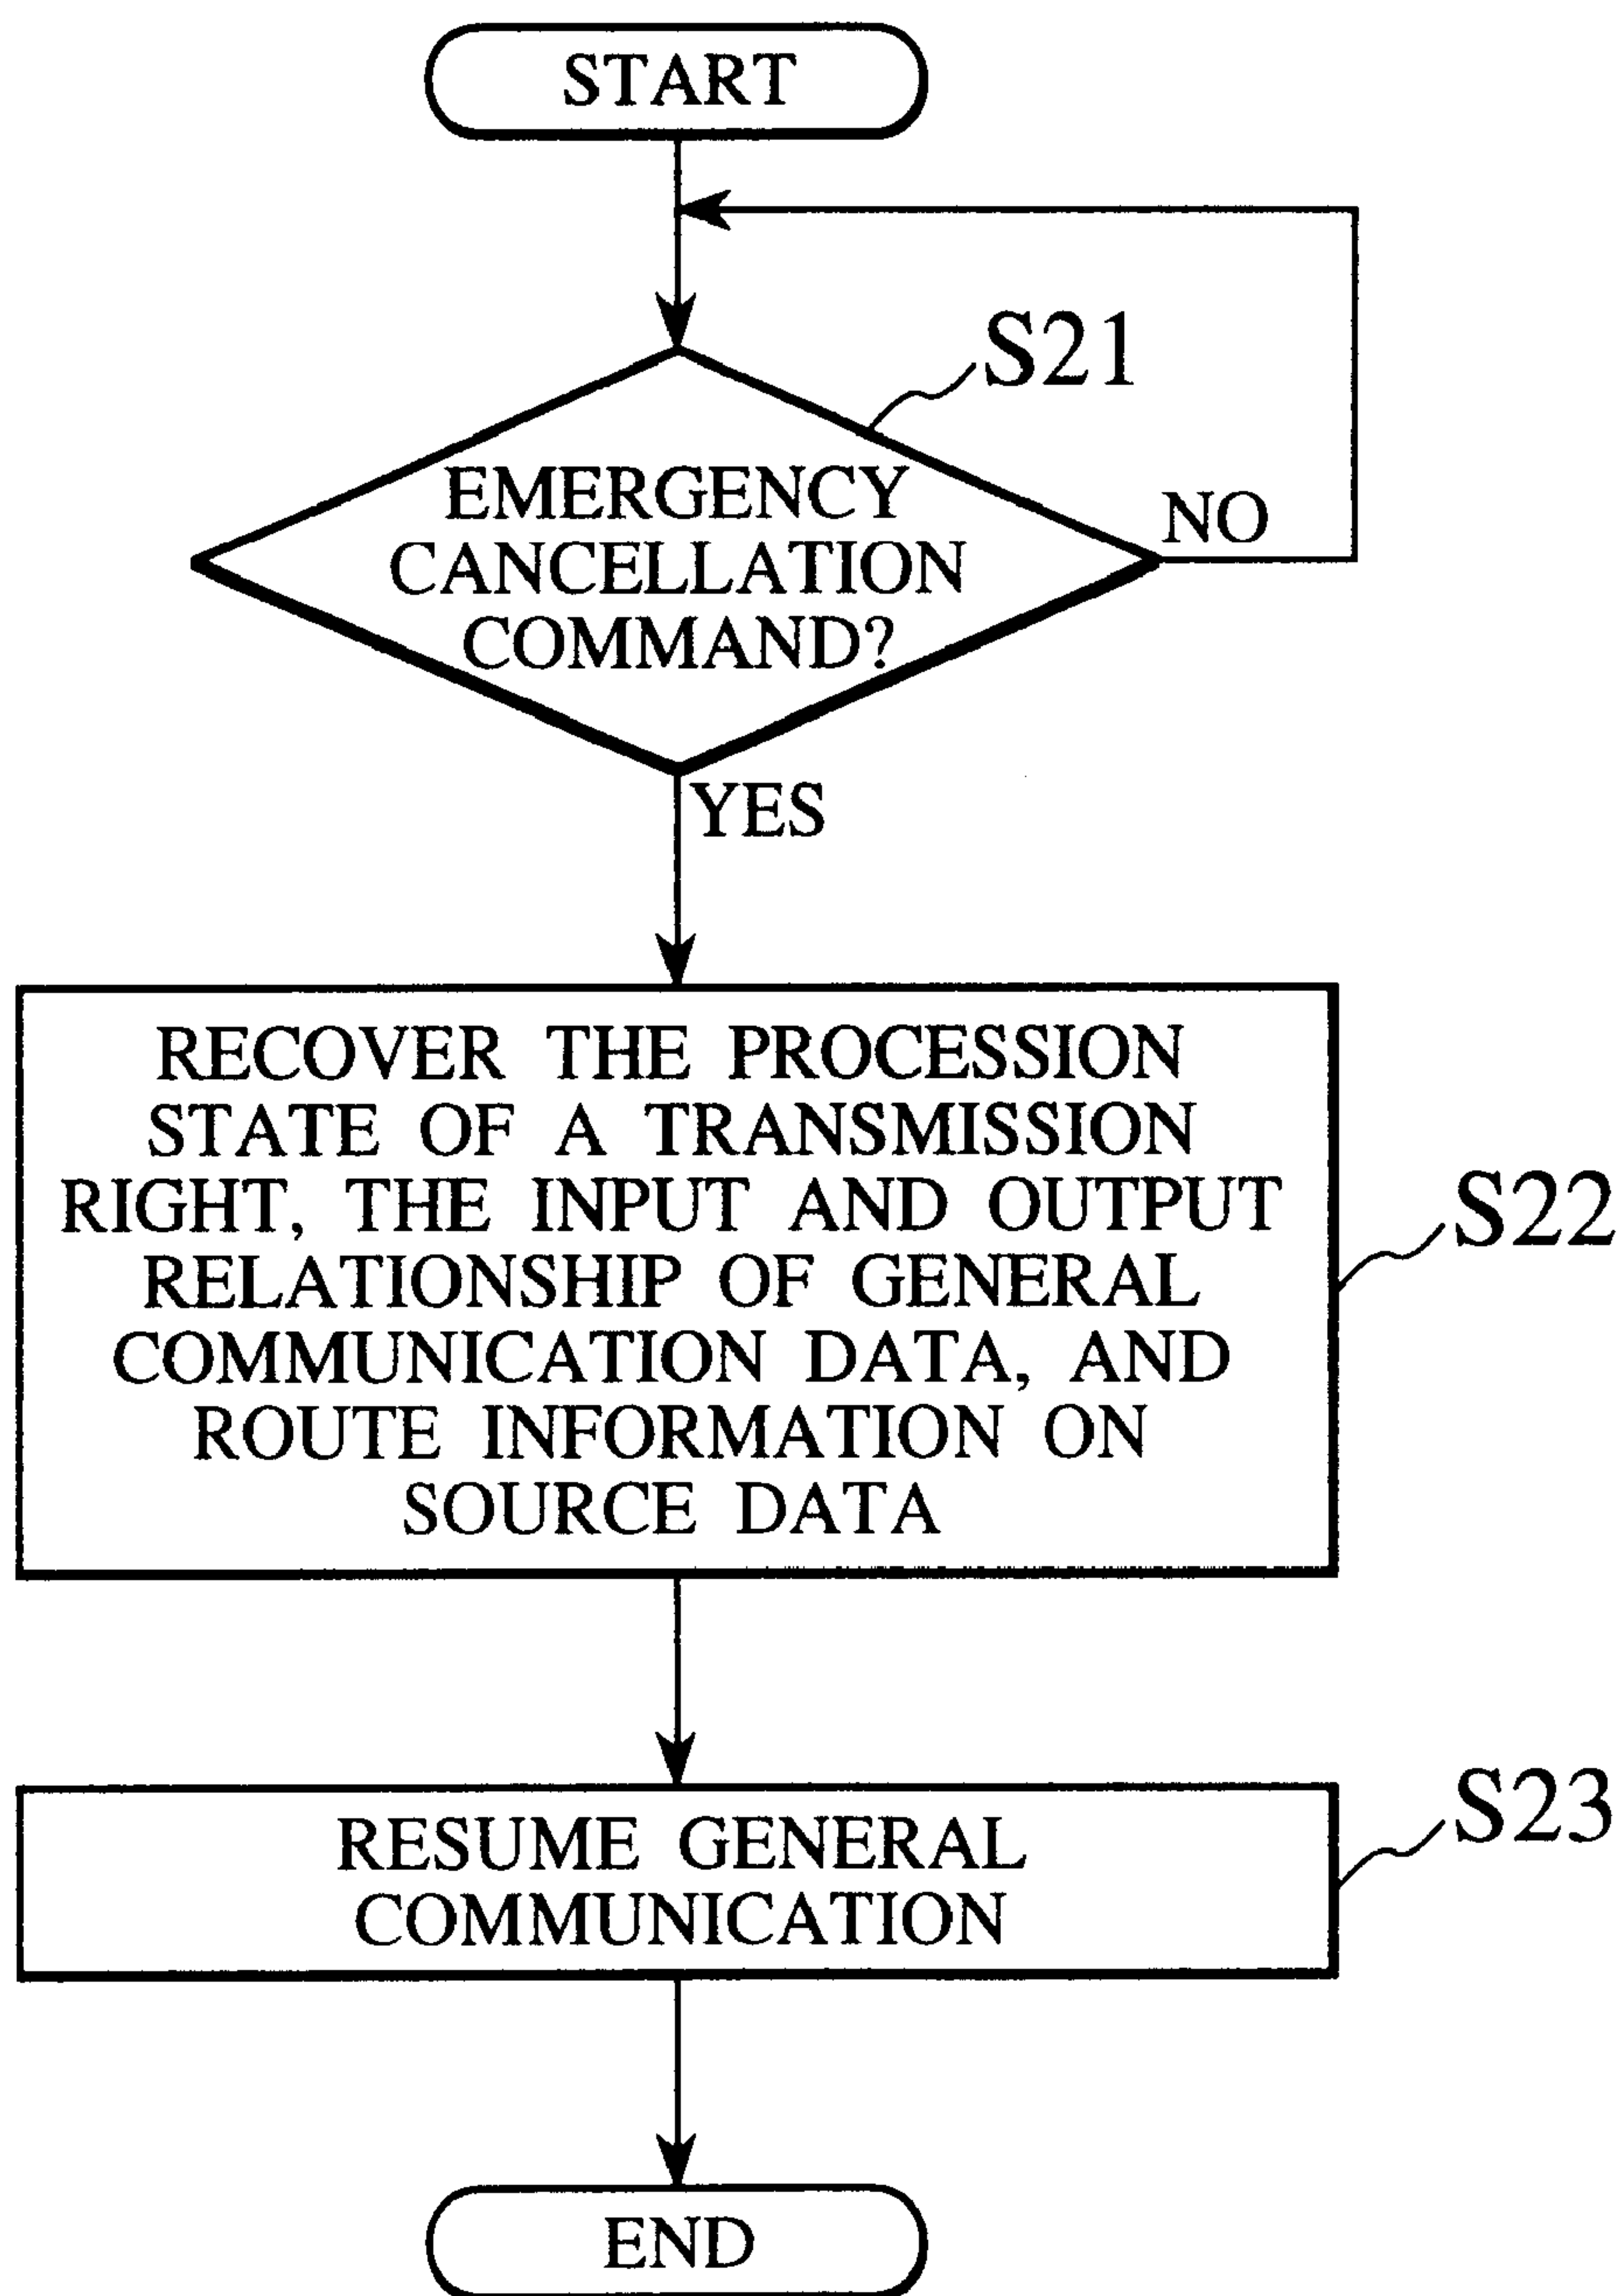 START
S21
EMERGENCY
CANCELLATION
COMMAND?
NO
YES
RECOVER THE PROCESSION
STATE OF A TRANSMISSION
RIGHT, THE INPUT AND OUTPUT
RELATIONSHIP OF GENERAL
COMMUNICATION DATA, AND
ROUTE INFORMATION ON
SOURCE DATA
S22
RESUME GENERAL
COMMUNICATION
S23
END